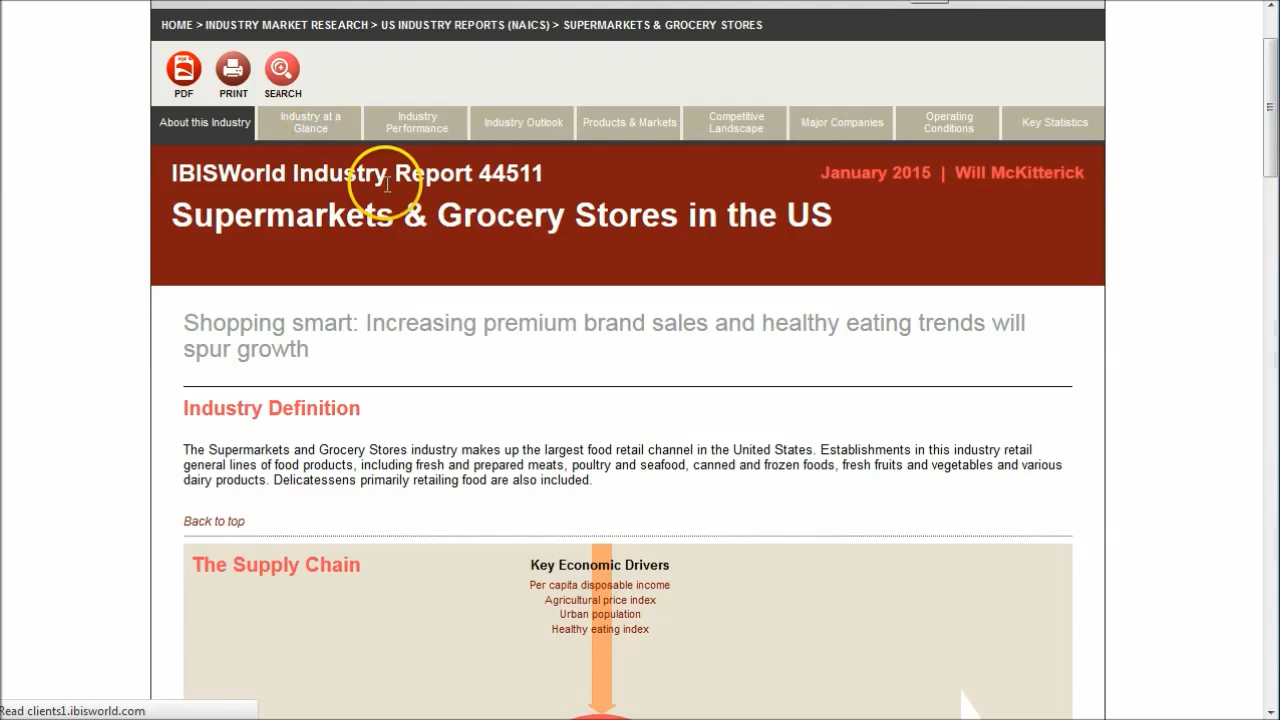 HOME > INDUSTRY MARKET RESEARCH > US INDUSTRY REPORTS (NAICS) > SUPERMARKETS & GROCERY STORES
PDF
PRINT
SEARCH
About this Industry
Industry at a
Glance
Industry
Performance
Industry Outlook
Products & Markets
Competitive
Landscape
Major Companies
Operating
Conditions
Key Statistics
IBISWorld Industry Report 44511
January 2015 | Will McKitterick
Supermarkets & Grocery Stores in the US
Shopping smart: Increasing premium brand sales and healthy eating trends will
spur growth
Industry Definition
The Supermarkets and Grocery Stores industry makes up the largest food retail channel in the United States. Establishments in this industry retail
general lines of food products, including fresh and prepared meats, poultry and seafood, canned and frozen foods, fresh fruits and vegetables and various
dairy products. Delicatessens primarily retailing food are also included.
Back to top
The Supply Chain
Key Economic Drivers
Per capita disposable income
Agricultural price index
Urban population
Healthy eating index
Read clients1.ibisworld.com